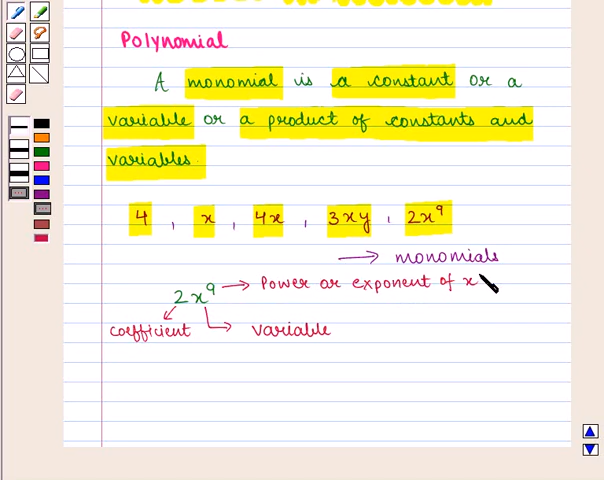 Polynomial
A monomial is a constant or a
variable or a product of constants and
variables.
4 , x , 4x , 3xy , 2x⁹
→ monomials
2x⁹ → Power or exponent of x
coefficient variable